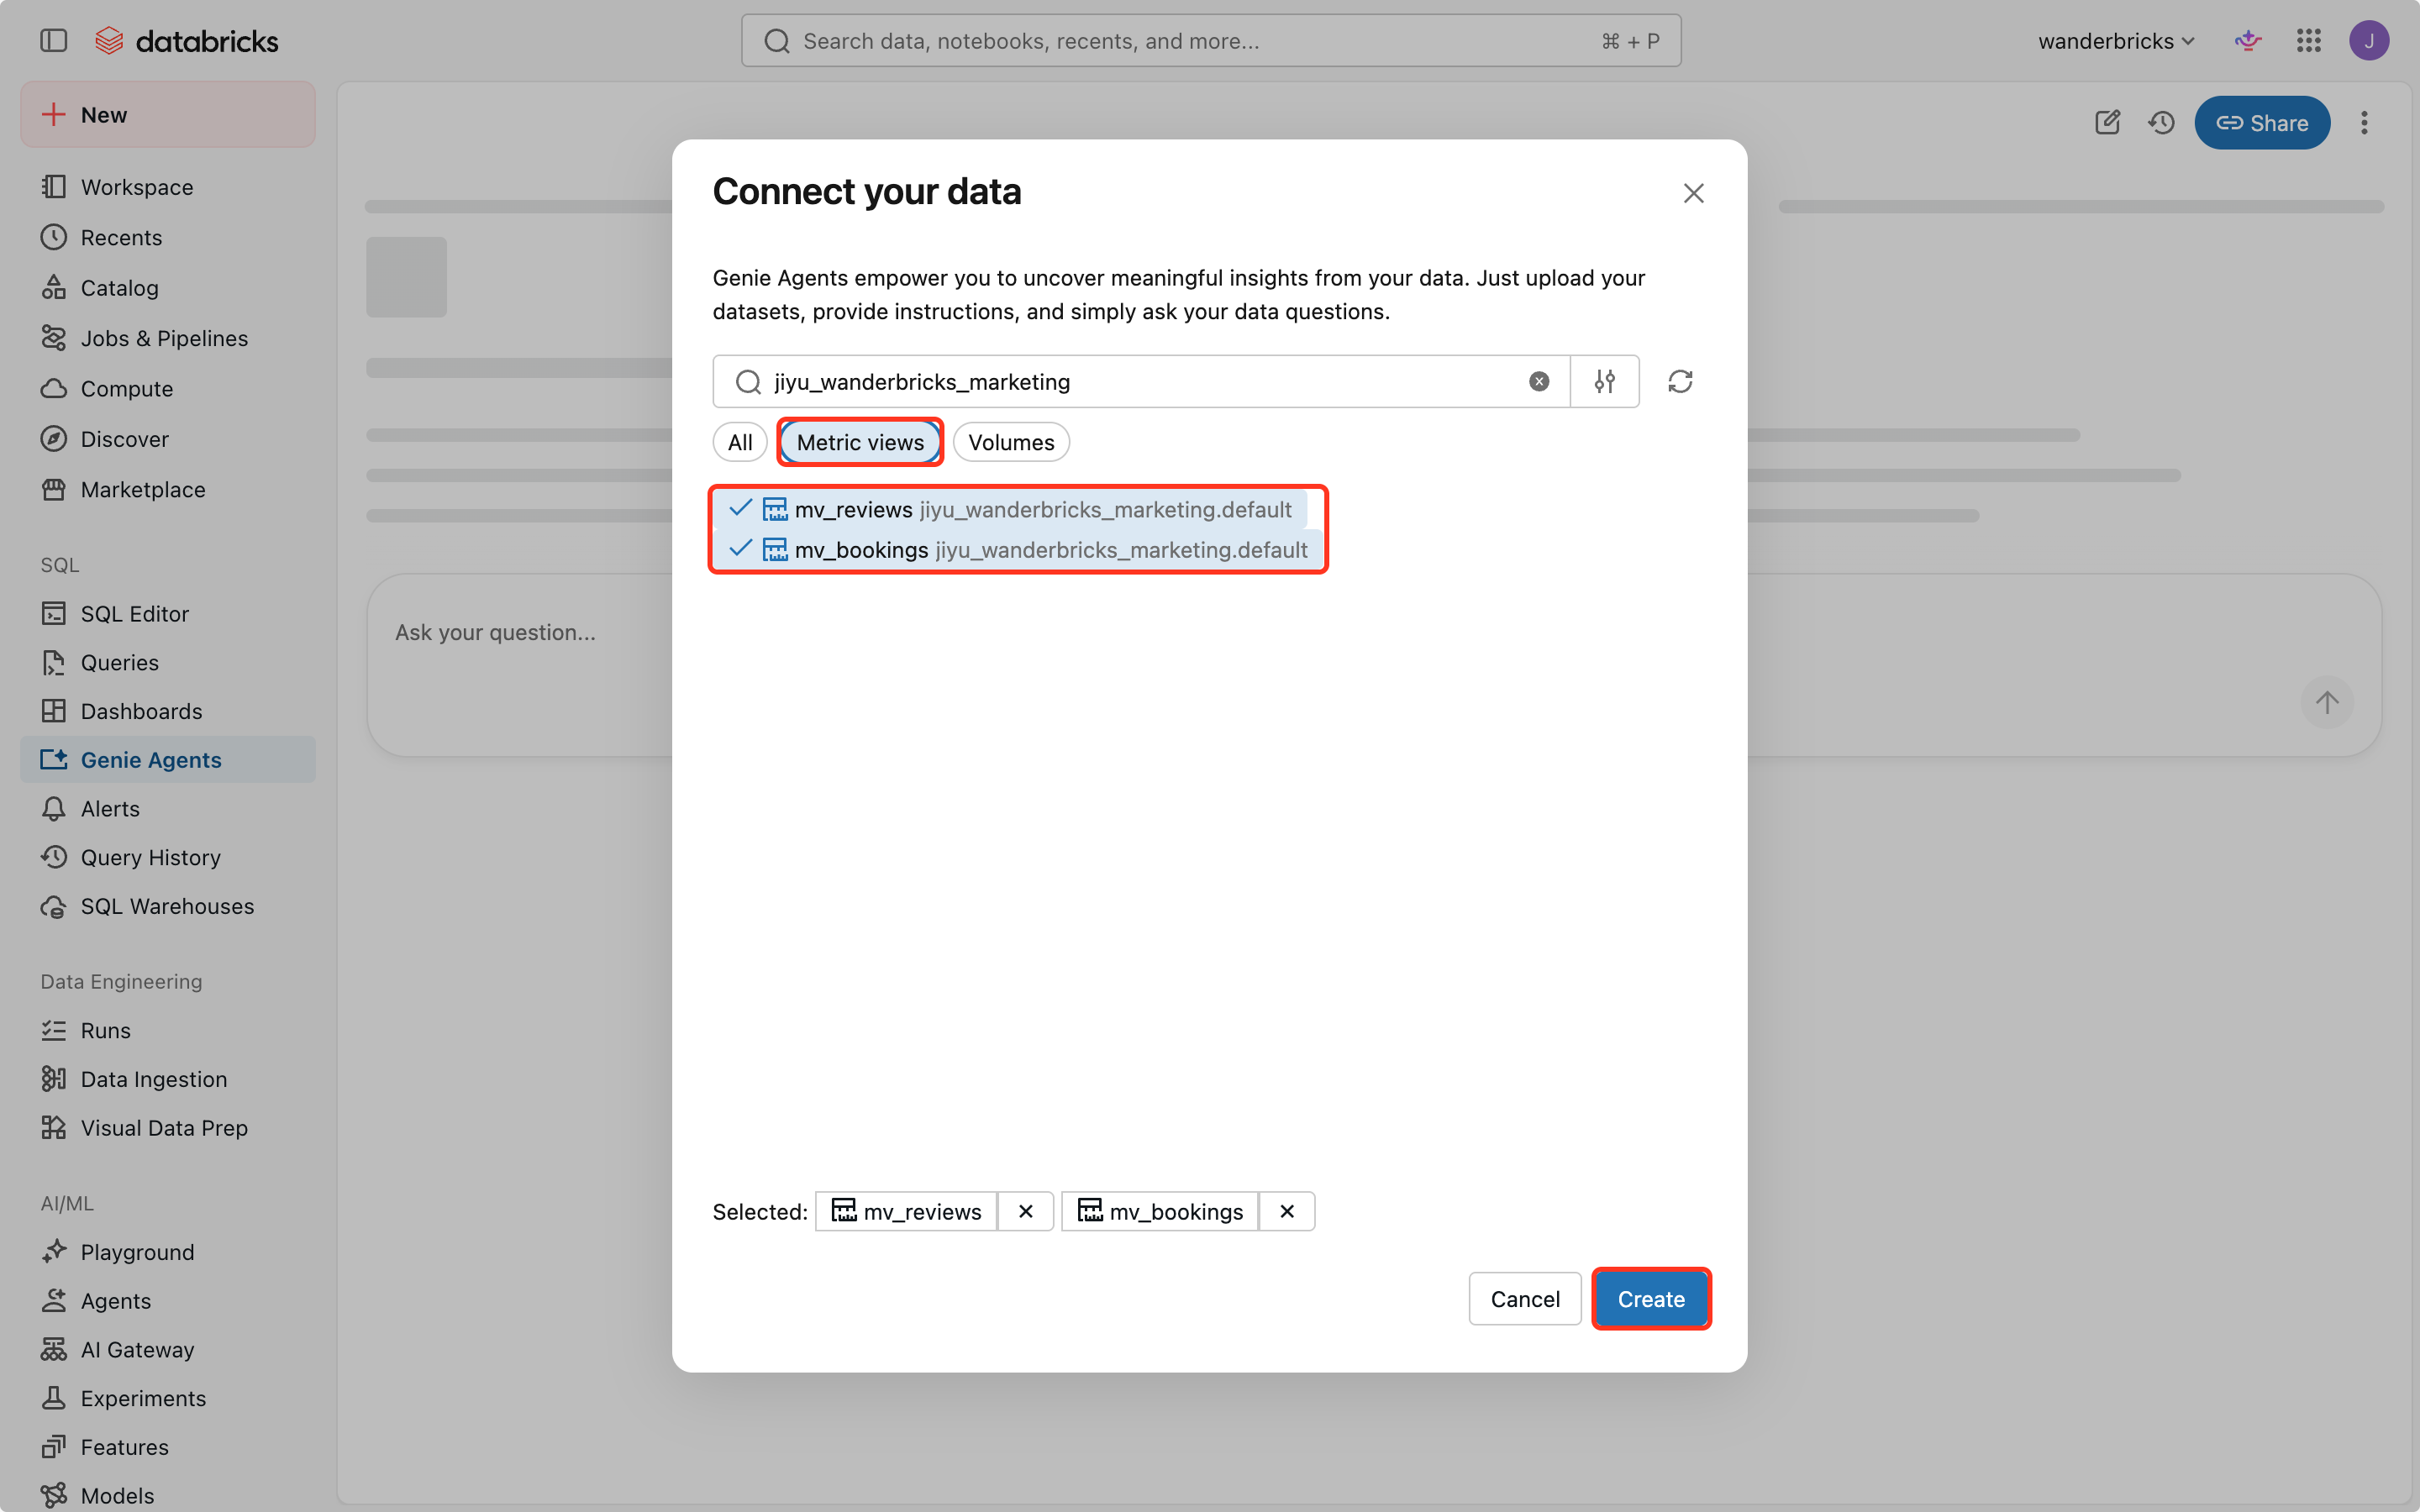 databricks
Search data, notebooks, recents, and more...
⌘ + P
wanderbricks
J
New
Workspace
Recents
Catalog
Jobs & Pipelines
Compute
Discover
Marketplace
SQL
SQL Editor
Queries
Dashboards
Genie Agents
Alerts
Query History
SQL Warehouses
Data Engineering
Runs
Data Ingestion
Visual Data Prep
AI/ML
Playground
Agents
AI Gateway
Experiments
Features
Models
Share
Ask your question...
Connect your data
Genie Agents empower you to uncover meaningful insights from your data. Just upload your
datasets, provide instructions, and simply ask your data questions.
jiyu_wanderbricks_marketing
All
Metric views
Volumes
mv_reviews jiyu_wanderbricks_marketing.default
mv_bookings jiyu_wanderbricks_marketing.default
Selected: mv_reviews mv_bookings
Cancel
Create